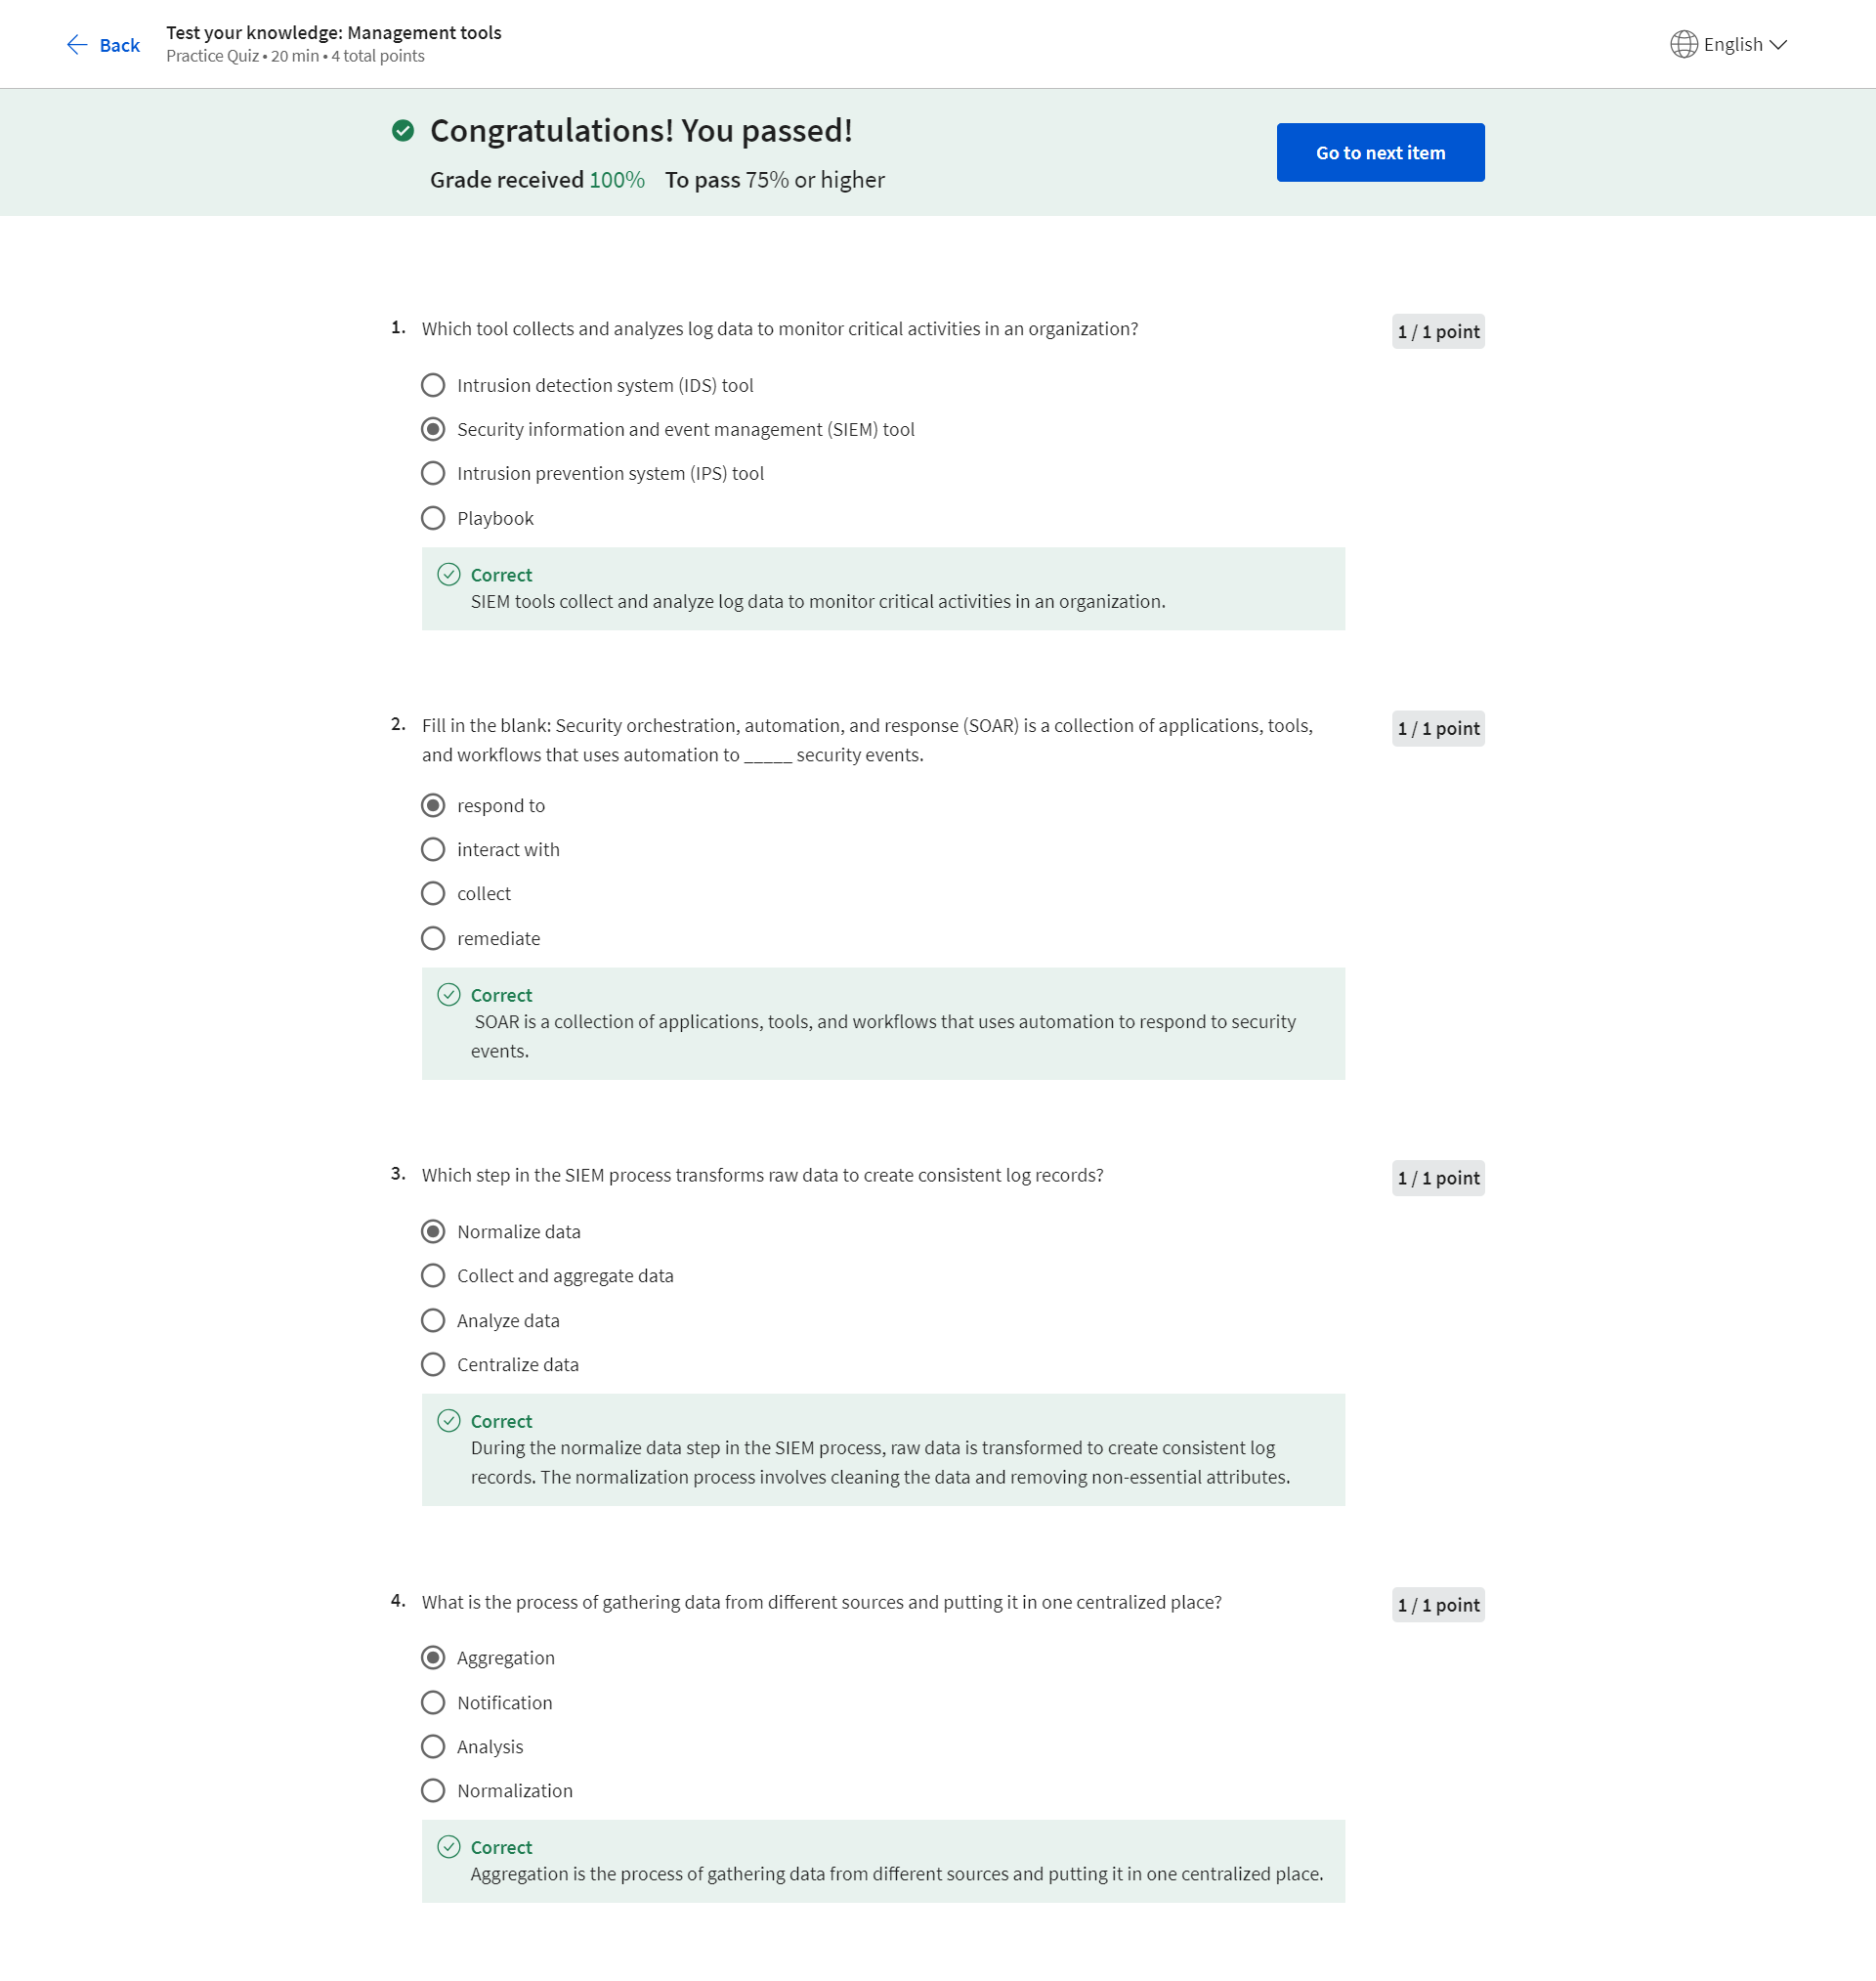 Back
Test your knowledge: Management tools
Practice Quiz • 20 min • 4 total points
English
Congratulations! You passed!
Grade received 100% To pass 75% or higher
Go to next item
1. Which tool collects and analyzes log data to monitor critical activities in an organization?
1 / 1 point
Intrusion detection system (IDS) tool
Security information and event management (SIEM) tool
Intrusion prevention system (IPS) tool
Playbook
Correct
SIEM tools collect and analyze log data to monitor critical activities in an organization.
2. Fill in the blank: Security orchestration, automation, and response (SOAR) is a collection of applications, tools,
and workflows that uses automation to _____ security events.
1 / 1 point
respond to
interact with
collect
remediate
Correct
SOAR is a collection of applications, tools, and workflows that uses automation to respond to security
events.
3. Which step in the SIEM process transforms raw data to create consistent log records?
1 / 1 point
Normalize data
Collect and aggregate data
Analyze data
Centralize data
Correct
During the normalize data step in the SIEM process, raw data is transformed to create consistent log
records. The normalization process involves cleaning the data and removing non-essential attributes.
4. What is the process of gathering data from different sources and putting it in one centralized place?
1 / 1 point
Aggregation
Notification
Analysis
Normalization
Correct
Aggregation is the process of gathering data from different sources and putting it in one centralized place.